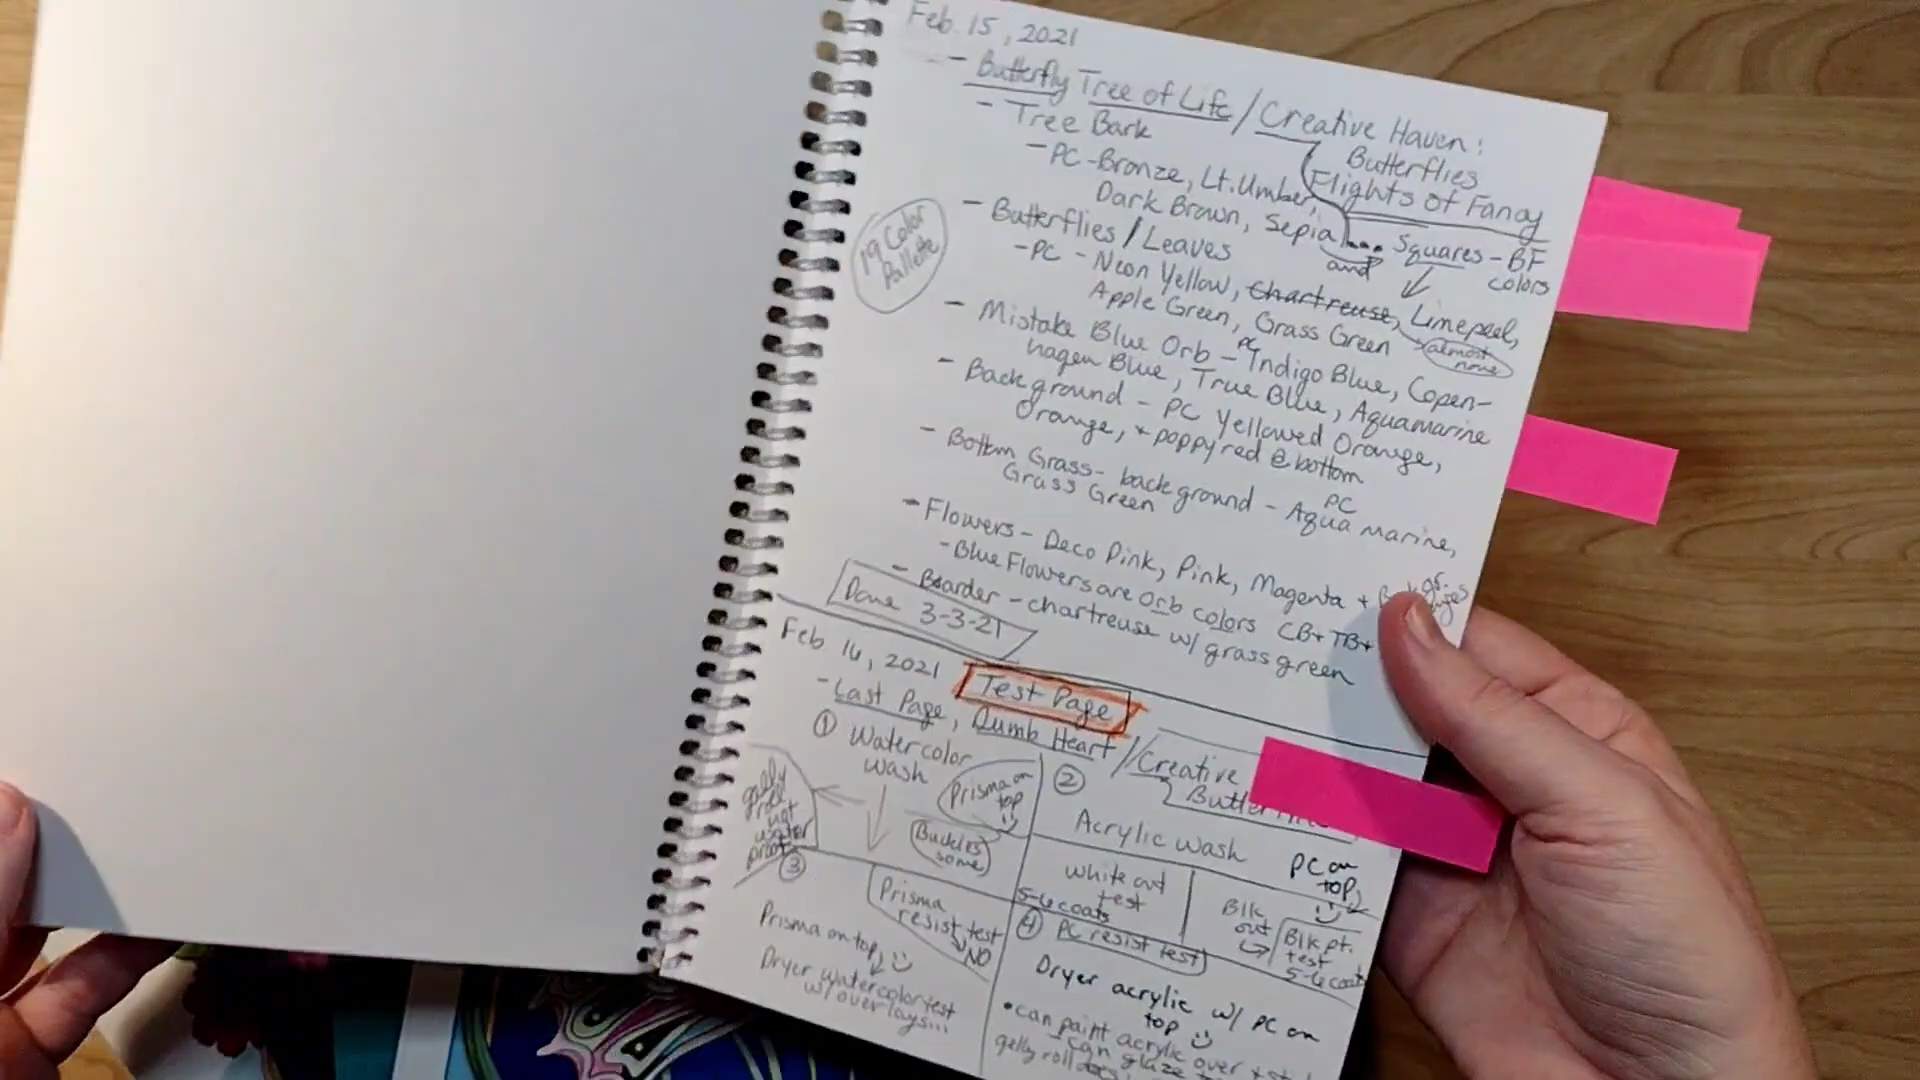 Feb. 15, 2021
- Butterfly Tree of Life / Creative Haven:
Butterflies
Flights of Fancy
- Tree Bark
- PC - Bronze, Lt. Umber,
Dark Brown, Sepia... and Squares - BF
colors
19 Color
Pallette
- Butterflies / Leaves
- PC - Neon Yellow, Chartreuse, Limepeel,
Apple Green, Grass Green
almost
none
- Mistake Blue Orb - PC Indigo Blue, Copen-
hagen Blue, True Blue, Aquamarine
- Background - PC Yellowed Orange,
Orange, + poppy red @ bottom
- Bottom Grass - background - PC Aqua marine,
Grass Green
- Flowers - Deco Pink, Pink, Magenta +
- Blue Flowers are Orb colors CB + TB +
- Boarder - chartreuse w/ grass green
Done 3-3-21
Feb 16, 2021 Test Page
- Last Page, Dumb Heart / Creative
① Watercolor
wash
Prisma on
top
Buckles
some
gelly
roll
not
water
proof
②
Acrylic wash
PC on
top
white out
test
5-6 coats
Blk
out
Blk pt.
test
5-6 coats
③
Prisma
resist test
NO
Prisma on top,
Dryer watercolor test
w/ overlays...
④ PC resist test
Dryer acrylic w/ PC on
top
• can paint acrylic over
- can glaze
gelly roll